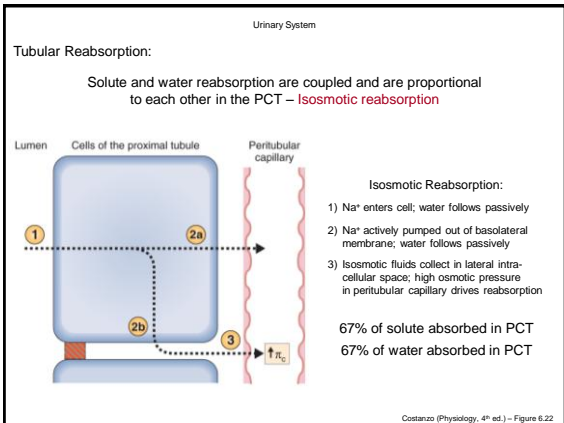 Urinary System
Tubular Reabsorption:
Solute and water reabsorption are coupled and are proportional
to each other in the PCT – Isosmotic reabsorption
Lumen
Cells of the proximal tubule
Peritubular
capillary
1
2a
2b
3
↑πc
Isosmotic Reabsorption:
1) Na⁺ enters cell; water follows passively
2) Na⁺ actively pumped out of basolateral
membrane; water follows passively
3) Isosmotic fluids collect in lateral intra-
cellular space; high osmotic pressure
in peritubular capillary drives reabsorption
67% of solute absorbed in PCT
67% of water absorbed in PCT
Costanzo (Physiology, 4th ed.) – Figure 6.22